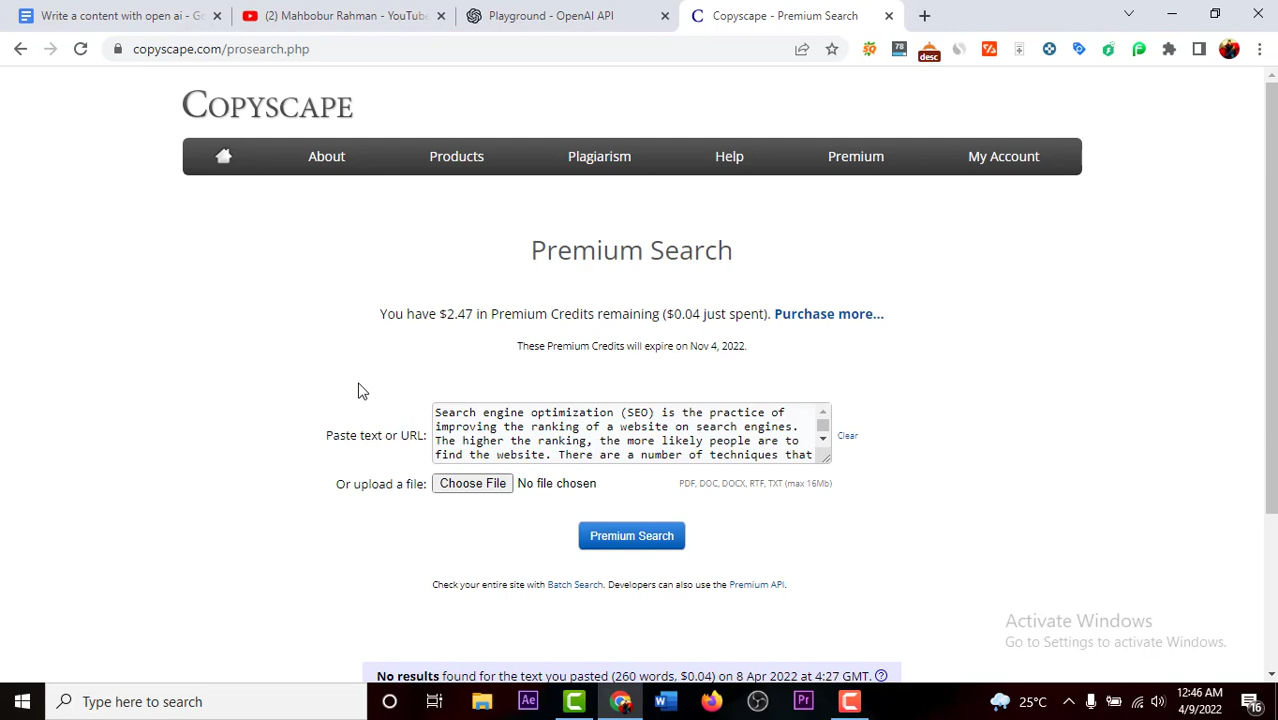 Write a content with open ai - Go
(2) Mahbobur Rahman - YouTube
Playground - OpenAI API
Copyscape - Premium Search
copyscape.com/prosearch.php
78
desc
COPYSCAPE
About
Products
Plagiarism
Help
Premium
My Account
Premium Search
You have $2.47 in Premium Credits remaining ($0.04 just spent). Purchase more...
These Premium Credits will expire on Nov 4, 2022.
Paste text or URL:
Search engine optimization (SEO) is the practice of
improving the ranking of a website on search engines.
The higher the ranking, the more likely people are to
find the website. There are a number of techniques that
Clear
Or upload a file:
Choose File No file chosen
PDF, DOC, DOCX, RTF, TXT (max 16Mb)
Premium Search
Check your entire site with Batch Search. Developers can also use the Premium API.
Activate Windows
Go to Settings to activate Windows.
No results found for the text you pasted (260 words, $0.04) on 8 Apr 2022 at 4:27 GMT.
Type here to search
Ae
Pr
25°C
12:46 AM
4/9/2022
16